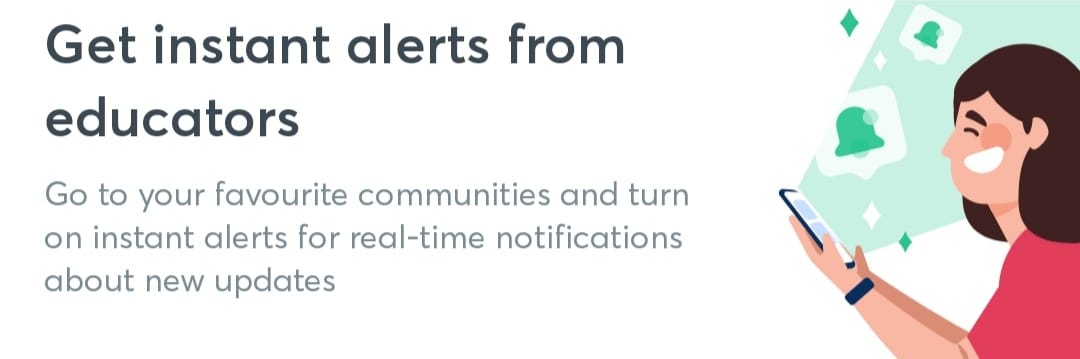 Get instant alerts from
educators
Go to your favourite communities and turn
on instant alerts for real-time notifications
about new updates